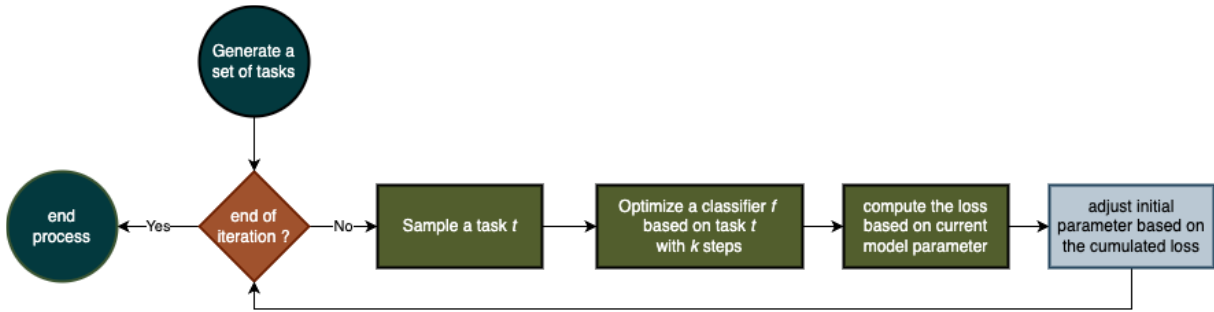 Generate a
set of tasks
end
process
Yes
end of
iteration ?
No
Sample a task t
Optimize a classifier f
based on task t
with k steps
compute the loss
based on current
model parameter
adjust initial
parameter based on
the cumulated loss